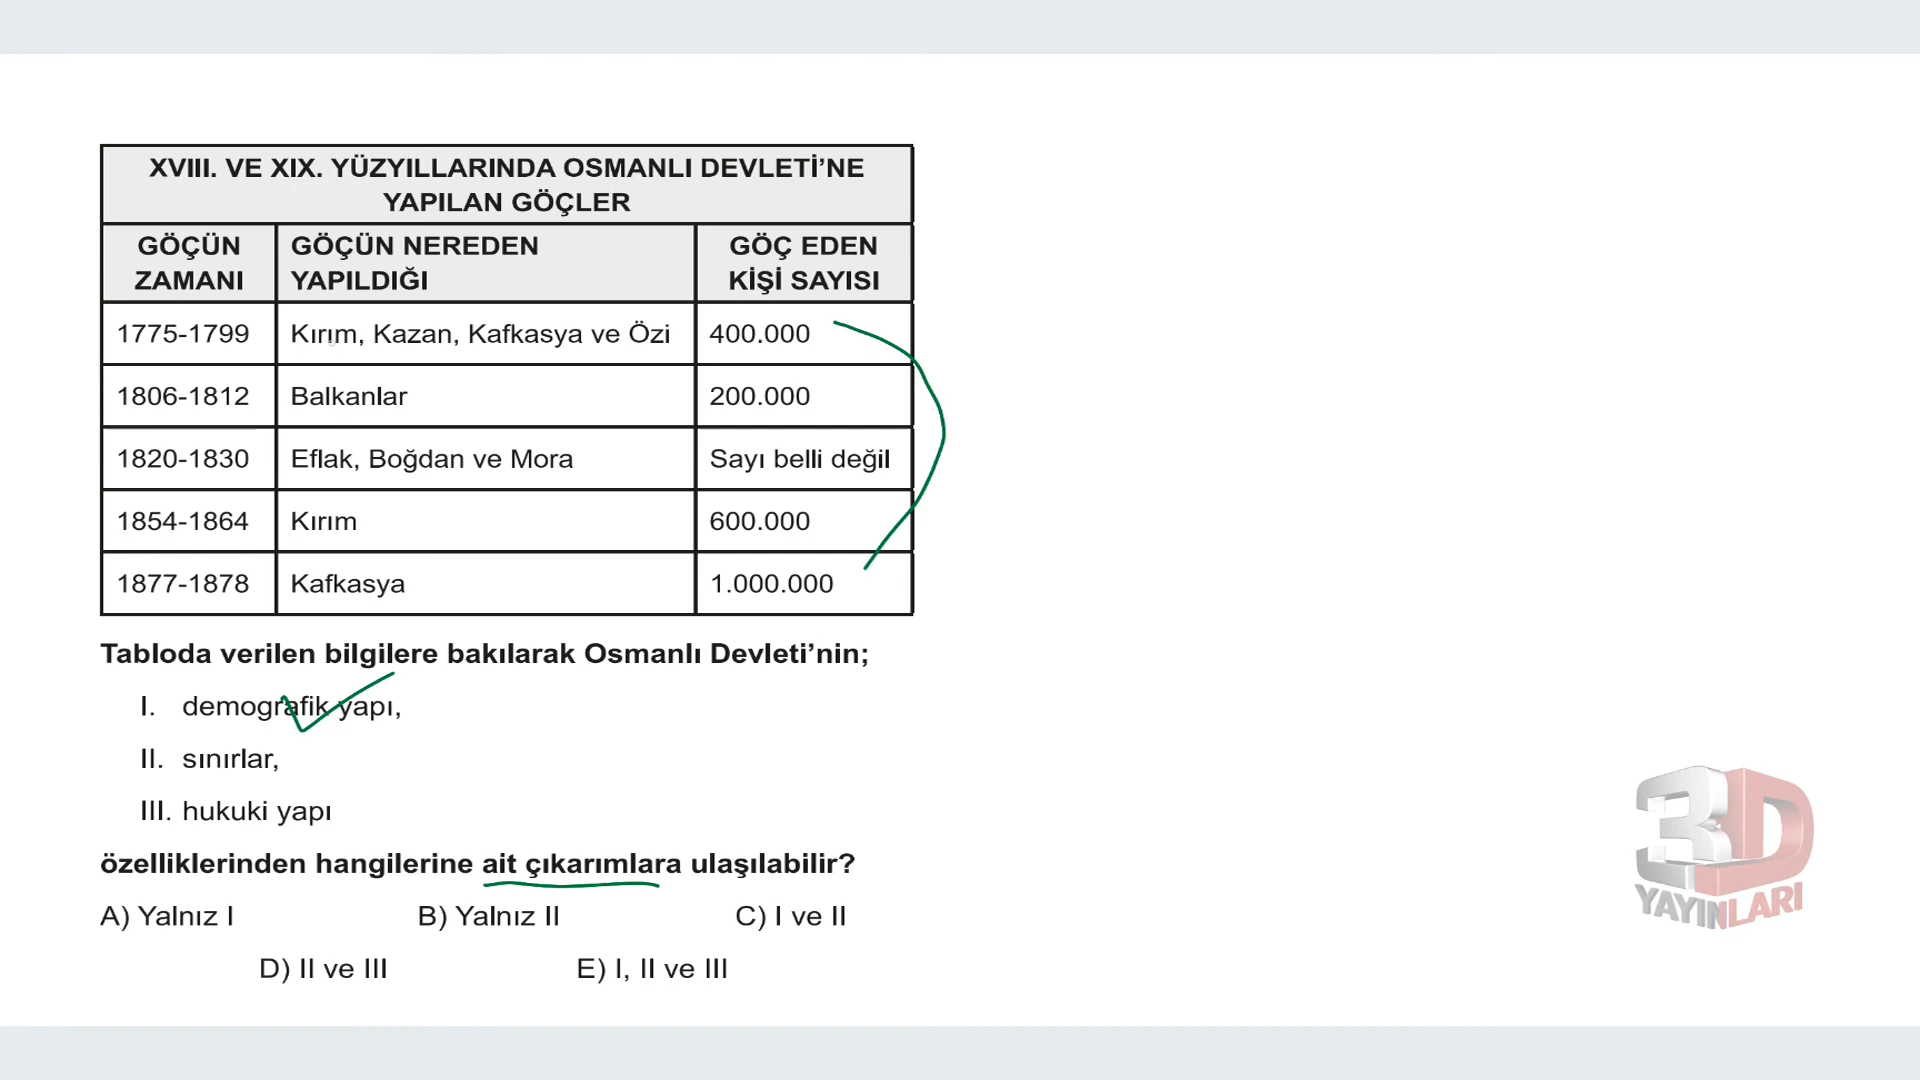 XVIII. VE XIX. YÜZYILLARINDA OSMANLI DEVLETİ’NE
YAPILAN GÖÇLER
GÖÇÜN ZAMANI GÖÇÜN NEREDEN YAPILDIĞI GÖÇ EDEN KİŞİ SAYISI
1775-1799 Kırım, Kazan, Kafkasya ve Özi 400.000
1806-1812 Balkanlar 200.000
1820-1830 Eflak, Boğdan ve Mora Sayı belli değil
1854-1864 Kırım 600.000
1877-1878 Kafkasya 1.000.000
Tabloda verilen bilgilere bakılarak Osmanlı Devleti’nin;
I. demografik yapı,
II. sınırlar,
III. hukuki yapı
özelliklerinden hangilerine ait çıkarımlara ulaşılabilir?
A) Yalnız I B) Yalnız II C) I ve II
D) II ve III E) I, II ve III
3D
YAYINLARI